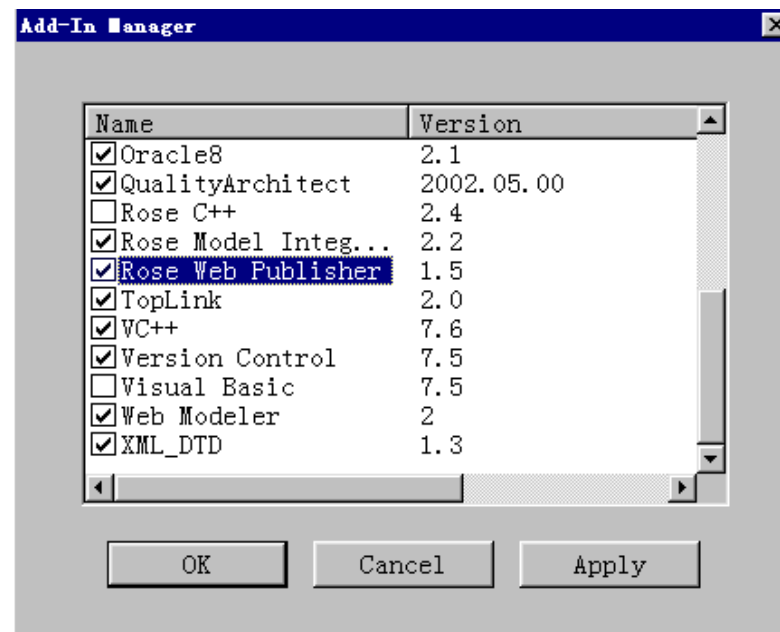 Add-In Manager
Name Version
Oracle8 2.1
QualityArchitect 2002.05.00
Rose C++ 2.4
Rose Model Integ... 2.2
Rose Web Publisher 1.5
TopLink 2.0
VC++ 7.6
Version Control 7.5
Visual Basic 7.5
Web Modeler 2
XML_DTD 1.3
OK Cancel Apply